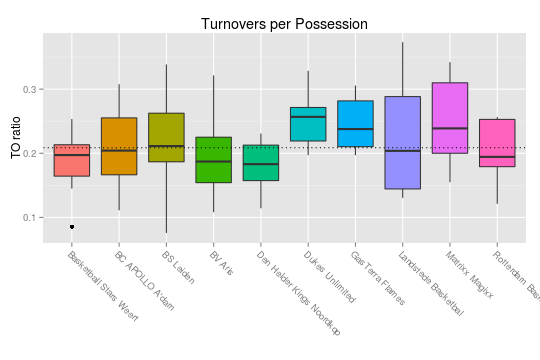 Turnovers per Possession
TO ratio
0.3
0.2
0.1
Basketball Stars Weert
BC APOLLO A'dam
BS Leiden
BV Aris
Den Helder Kings Noordkop
Dukes Unlimited
GasTerra Flames
Landstede Basketbal
Matrixx Magixx
Rotterdam Bas